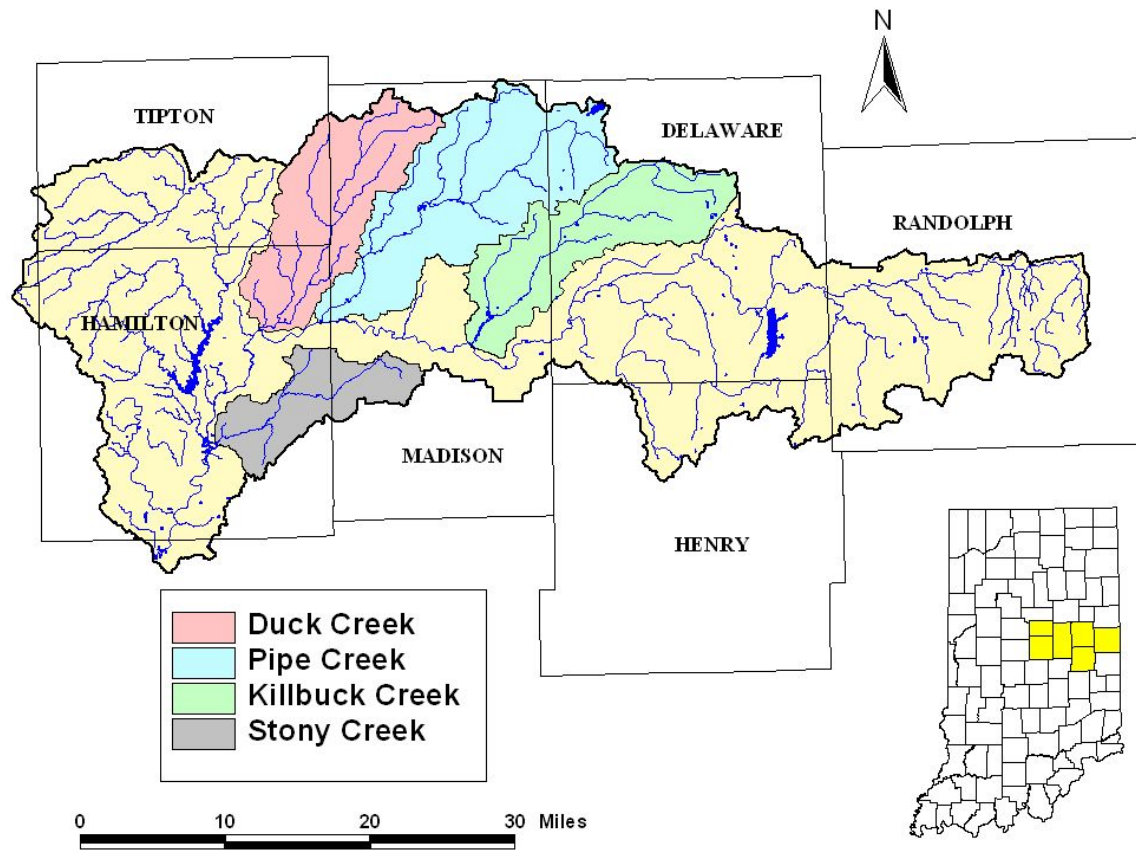 N
TIPTON
DELAWARE
RANDOLPH
HAMILTON
MADISON
HENRY
Duck Creek
Pipe Creek
Killbuck Creek
Stony Creek
0 10 20 30 Miles